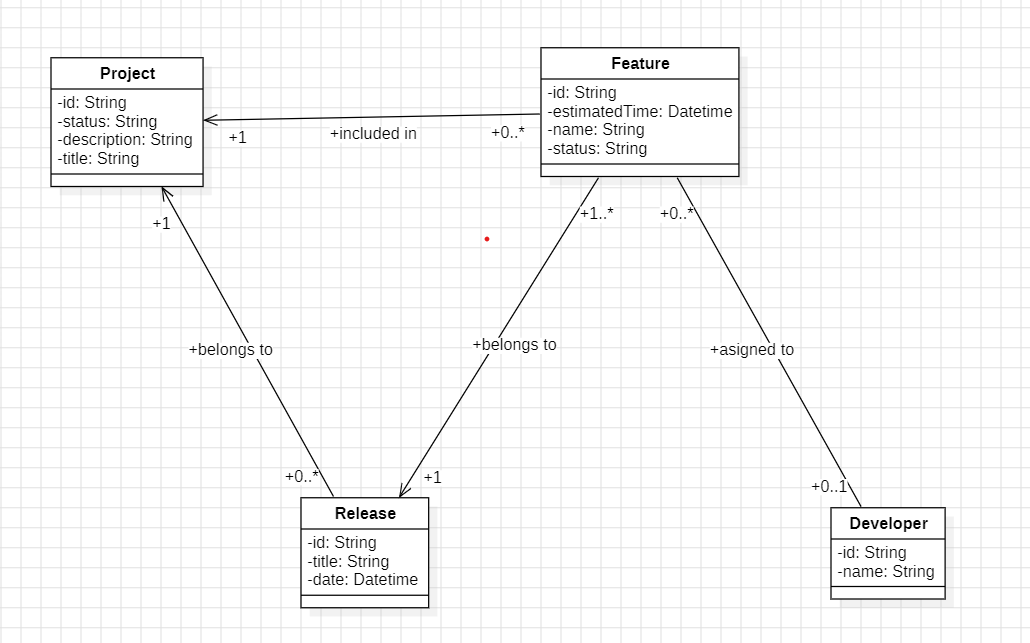 Project
-id: String
-status: String
-description: String
-title: String
Feature
-id: String
-estimatedTime: Datetime
-name: String
-status: String
+1
+included in
+0..*
+1
+1..*
+0..*
+belongs to
+belongs to
+asigned to
+0..*
+1
+0..1
Release
-id: String
-title: String
-date: Datetime
Developer
-id: String
-name: String